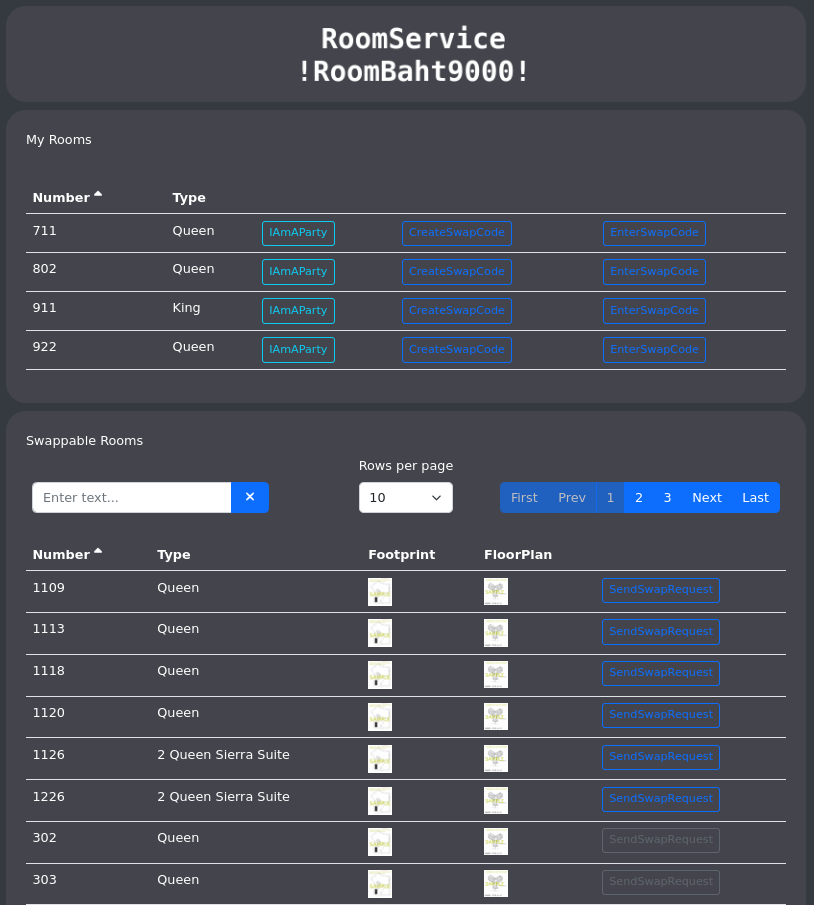 RoomService
!RoomBaht9000!
My Rooms
Number Type
711 Queen IAmAParty CreateSwapCode EnterSwapCode
802 Queen IAmAParty CreateSwapCode EnterSwapCode
911 King IAmAParty CreateSwapCode EnterSwapCode
922 Queen IAmAParty CreateSwapCode EnterSwapCode
Swappable Rooms
Rows per page
Enter text... 10 First Prev 1 2 3 Next Last
Number Type Footprint FloorPlan
1109 Queen SendSwapRequest
1113 Queen SendSwapRequest
1118 Queen SendSwapRequest
1120 Queen SendSwapRequest
1126 2 Queen Sierra Suite SendSwapRequest
1226 2 Queen Sierra Suite SendSwapRequest
302 Queen SendSwapRequest
303 Queen SendSwapRequest